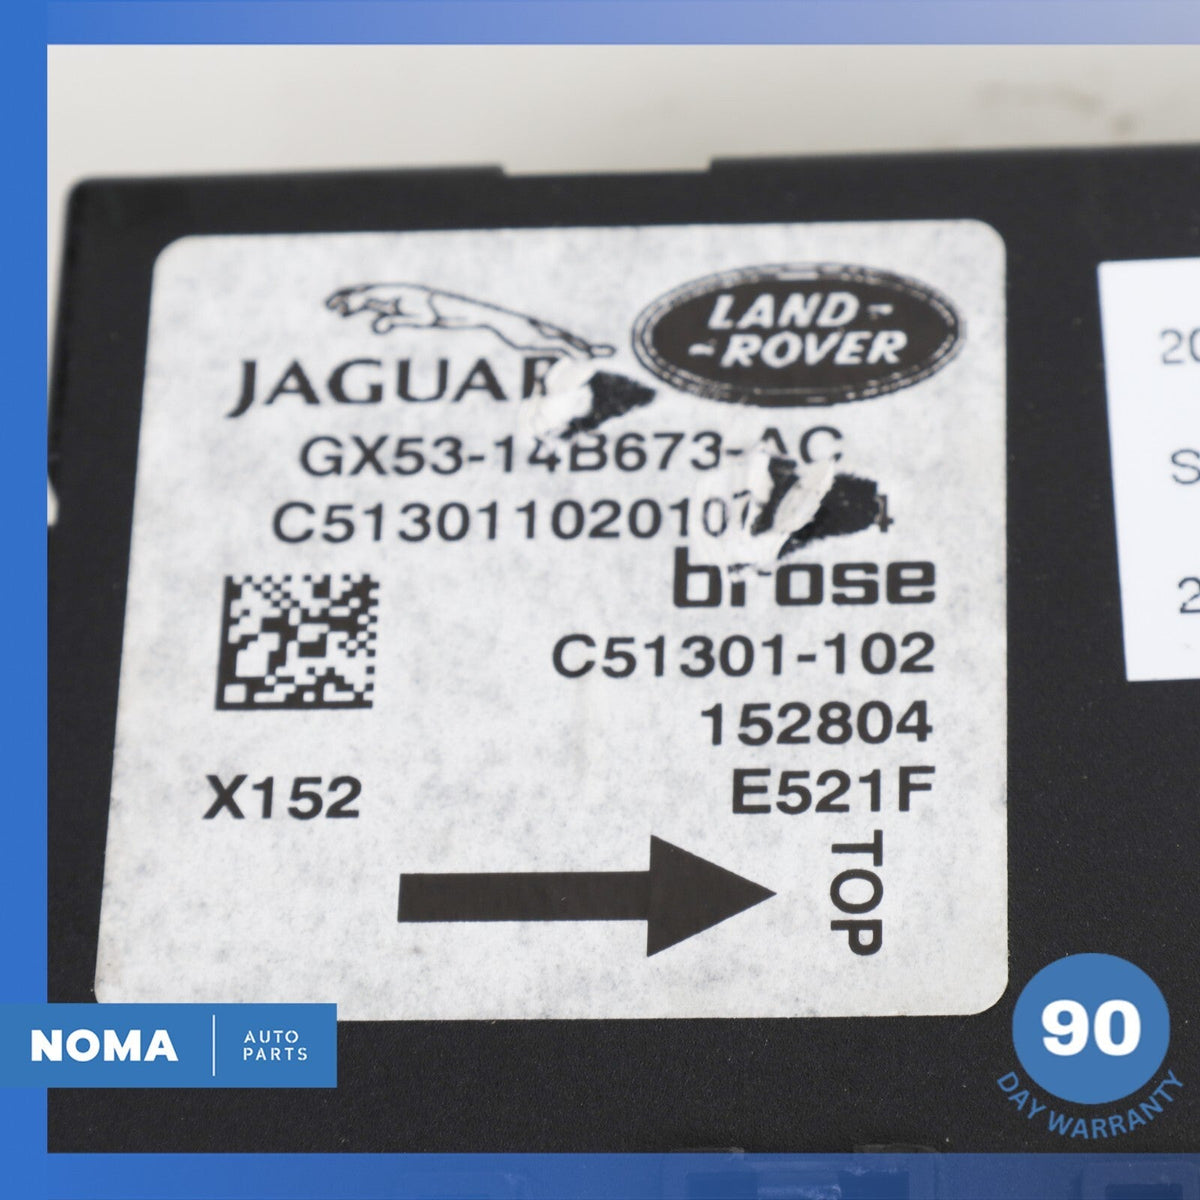 JAGUAR
LAND-
-ROVER
GX53-14B673-AC
brose
C51301-102
152804
X152
E521F
TOP
NOMA
AUTO
PARTS
90
DAY WARRANTY